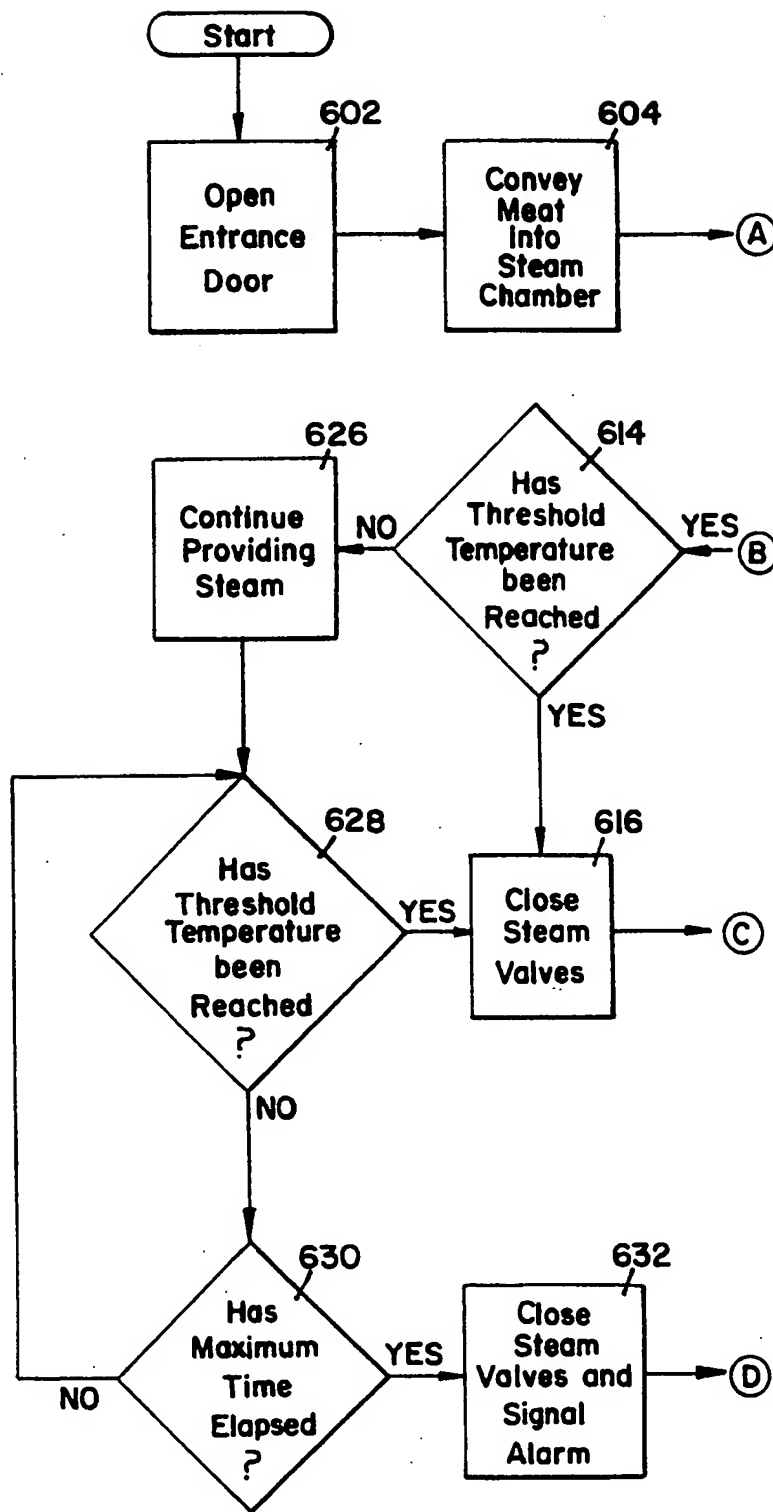 Start
602
Open
Entrance
Door
604
Convey
Meat
Into
Steam
Chamber
A
626
Continue
Providing
Steam
NO
614
Has
Threshold
Temperature
been
Reached
?
YES
B
YES
628
Has
Threshold
Temperature
been
Reached
?
YES
616
Close
Steam
Valves
C
NO
630
Has
Maximum
Time
Elapsed
?
NO
YES
632
Close
Steam
Valves and
Signal
Alarm
D